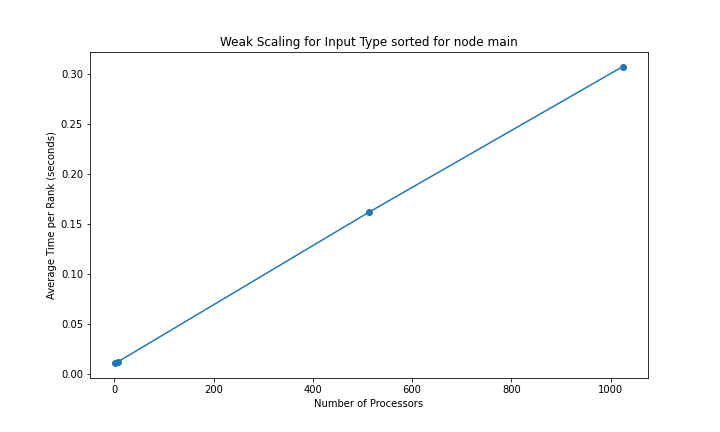 Weak Scaling for Input Type sorted for node main
0.30
0.25
0.20
0.15
0.10
0.05
0.00
Average Time per Rank (seconds)
0 200 400 600 800 1000
Number of Processors